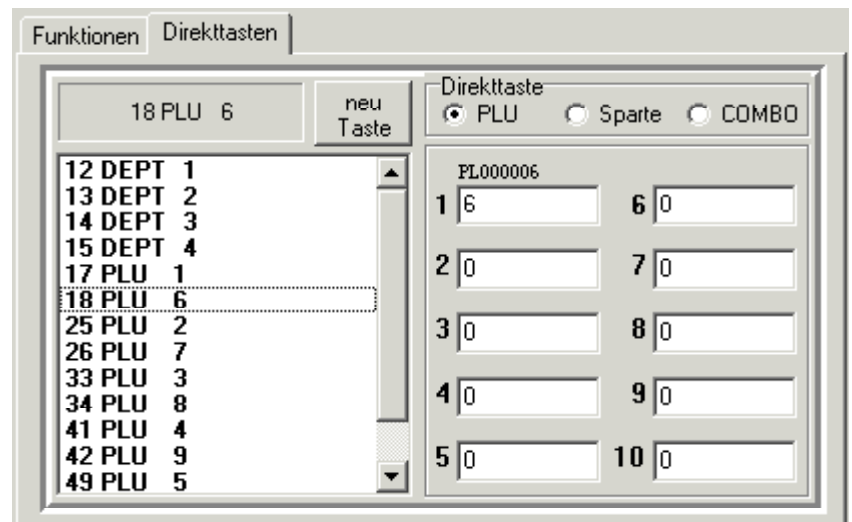 Funktionen Direkttasten
18 PLU 6
neu
Taste
12 DEPT 1
13 DEPT 2
14 DEPT 3
15 DEPT 4
17 PLU 1
18 PLU 6
25 PLU 2
26 PLU 7
33 PLU 3
34 PLU 8
41 PLU 4
42 PLU 9
49 PLU 5
Direkttaste
PLU Sparte COMBO
PL000006
1 6 6 0
2 0 7 0
3 0 8 0
4 0 9 0
5 0 10 0